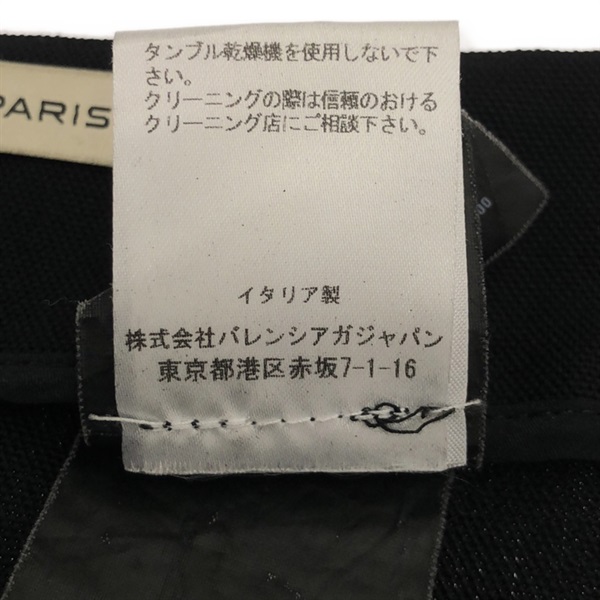 タンブル乾燥機を使用しないで下
さい。
クリーニングの際は信頼のおける
クリーニング店にご相談下さい。
PARIS
イタリア製
株式会社バレンシアガジャパン
東京都港区赤坂7-1-16